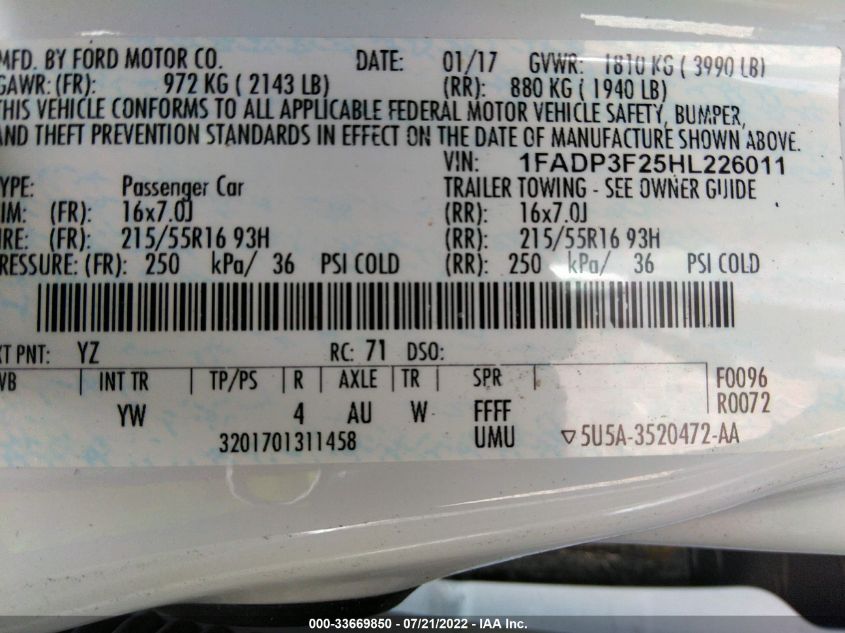 MFD. BY FORD MOTOR CO. DATE: 01/17 GVWR: 1810 KG ( 3990 LB)
GAWR: (FR): 972 KG ( 2143 LB) (RR): 880 KG ( 1940 LB)
THIS VEHICLE CONFORMS TO ALL APPLICABLE FEDERAL MOTOR VEHICLE SAFETY, BUMPER,
AND THEFT PREVENTION STANDARDS IN EFFECT ON THE DATE OF MANUFACTURE SHOWN ABOVE.
VIN: 1FADP3F25HL226011
YPE: Passenger Car TRAILER TOWING - SEE OWNER GUIDE
IM: (FR): 16x7.0J (RR): 16x7.0J
IRE: (FR): 215/55R16 93H (RR): 215/55R16 93H
PRESSURE: (FR): 250 kPa/ 36 PSI COLD (RR): 250 kPa/ 36 PSI COLD
XT PNT: YZ RC: 71 DSO:
WB INT TR TP/PS R AXLE TR SPR F0096
YW 4 AU W FFFF R0072
3201701311458 UMU ▽5U5A-3520472-AA
000-33669850 - 07/21/2022 - IAA Inc.